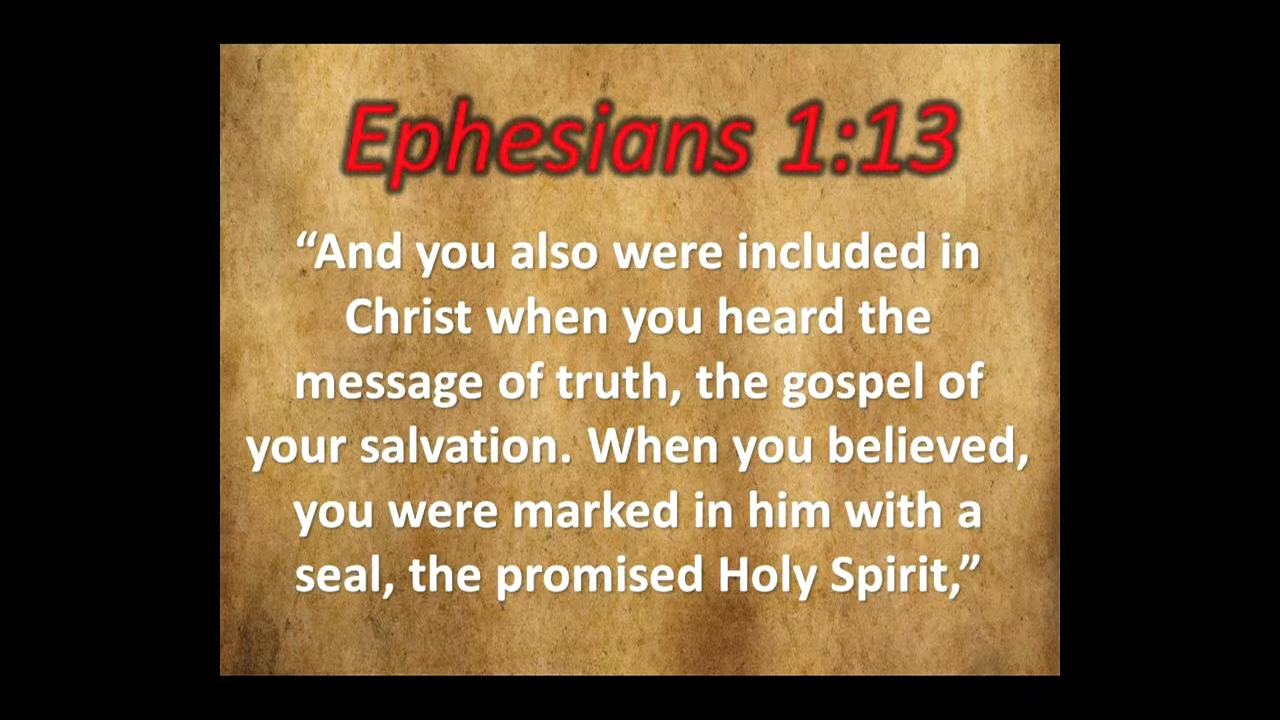 Ephesians 1:13
“And you also were included in
Christ when you heard the
message of truth, the gospel of
your salvation. When you believed,
you were marked in him with a
seal, the promised Holy Spirit,”